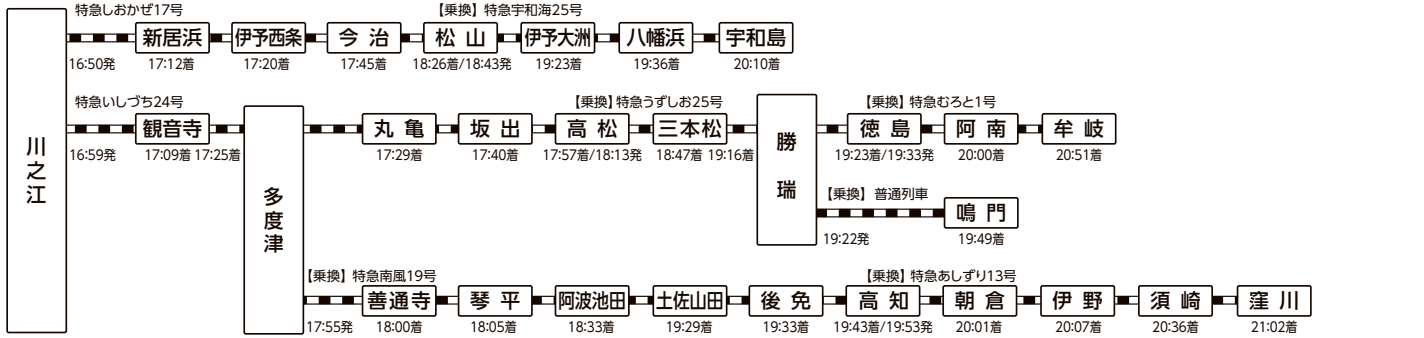 特急しおかぜ17号 【乗換】特急宇和海25号
新居浜 伊予西条 今治 松山 伊予大洲 八幡浜 宇和島
16:50発 17:12着 17:20着 17:45着 18:26着/18:43発 19:23着 19:36着 20:10着
特急いしづち24号 【乗換】特急うずしお25号 【乗換】特急むろと1号
観音寺 丸亀 坂出 高松 三本松 徳島 阿南 牟岐
16:59発 17:09着 17:25着 17:29着 17:40着 17:57着/18:13発 18:47着 19:16着 19:23着/19:33発 20:00着 20:51着
川之江
多度津
勝瑞
【乗換】普通列車
鳴門
19:22発 19:49着
【乗換】特急南風19号 【乗換】特急あしずり13号
善通寺 琴平 阿波池田 土佐山田 後免 高知 朝倉 伊野 須崎 窪川
17:55発 18:00着 18:05着 18:33着 19:29着 19:33着 19:43着/19:53発 20:01着 20:07着 20:36着 21:02着